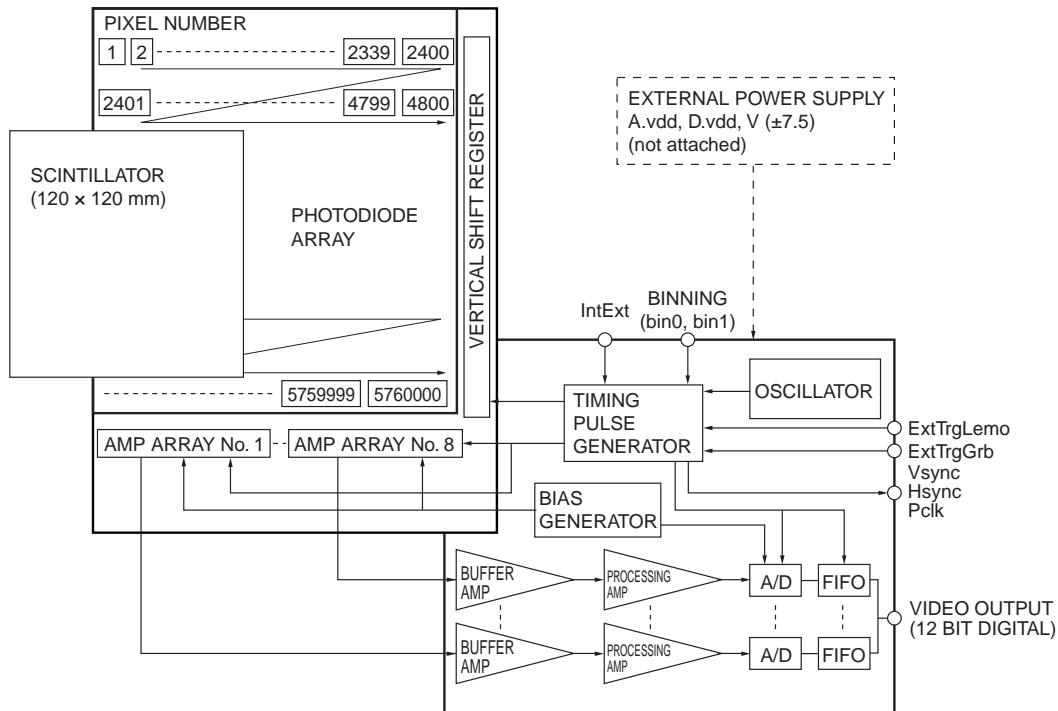 PIXEL NUMBER
1 2 2339 2400
2401 4799 4800
SCINTILLATOR
(120 × 120 mm)
PHOTODIODE
ARRAY
VERTICAL SHIFT REGISTER
5759999 5760000
EXTERNAL POWER SUPPLY
A.vdd, D.vdd, V (±7.5)
(not attached)
IntExt
BINNING
(bin0, bin1)
TIMING
PULSE
GENERATOR
OSCILLATOR
AMP ARRAY No. 1
AMP ARRAY No. 8
ExtTrgLemo
ExtTrgGrb
Vsync
Hsync
Pclk
BIAS
GENERATOR
BUFFER
AMP
PROCESSING
AMP
A/D
FIFO
VIDEO OUTPUT
(12 BIT DIGITAL)
BUFFER
AMP
PROCESSING
AMP
A/D
FIFO